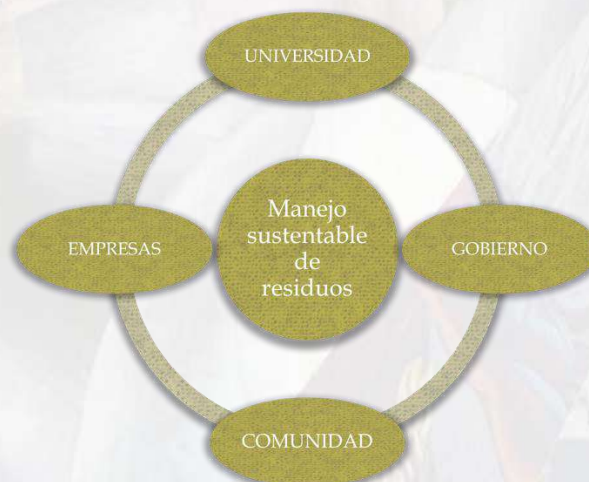 UNIVERSIDAD
EMPRESAS
Manejo
sustentable
de
residuos
GOBIERNO
COMUNIDAD